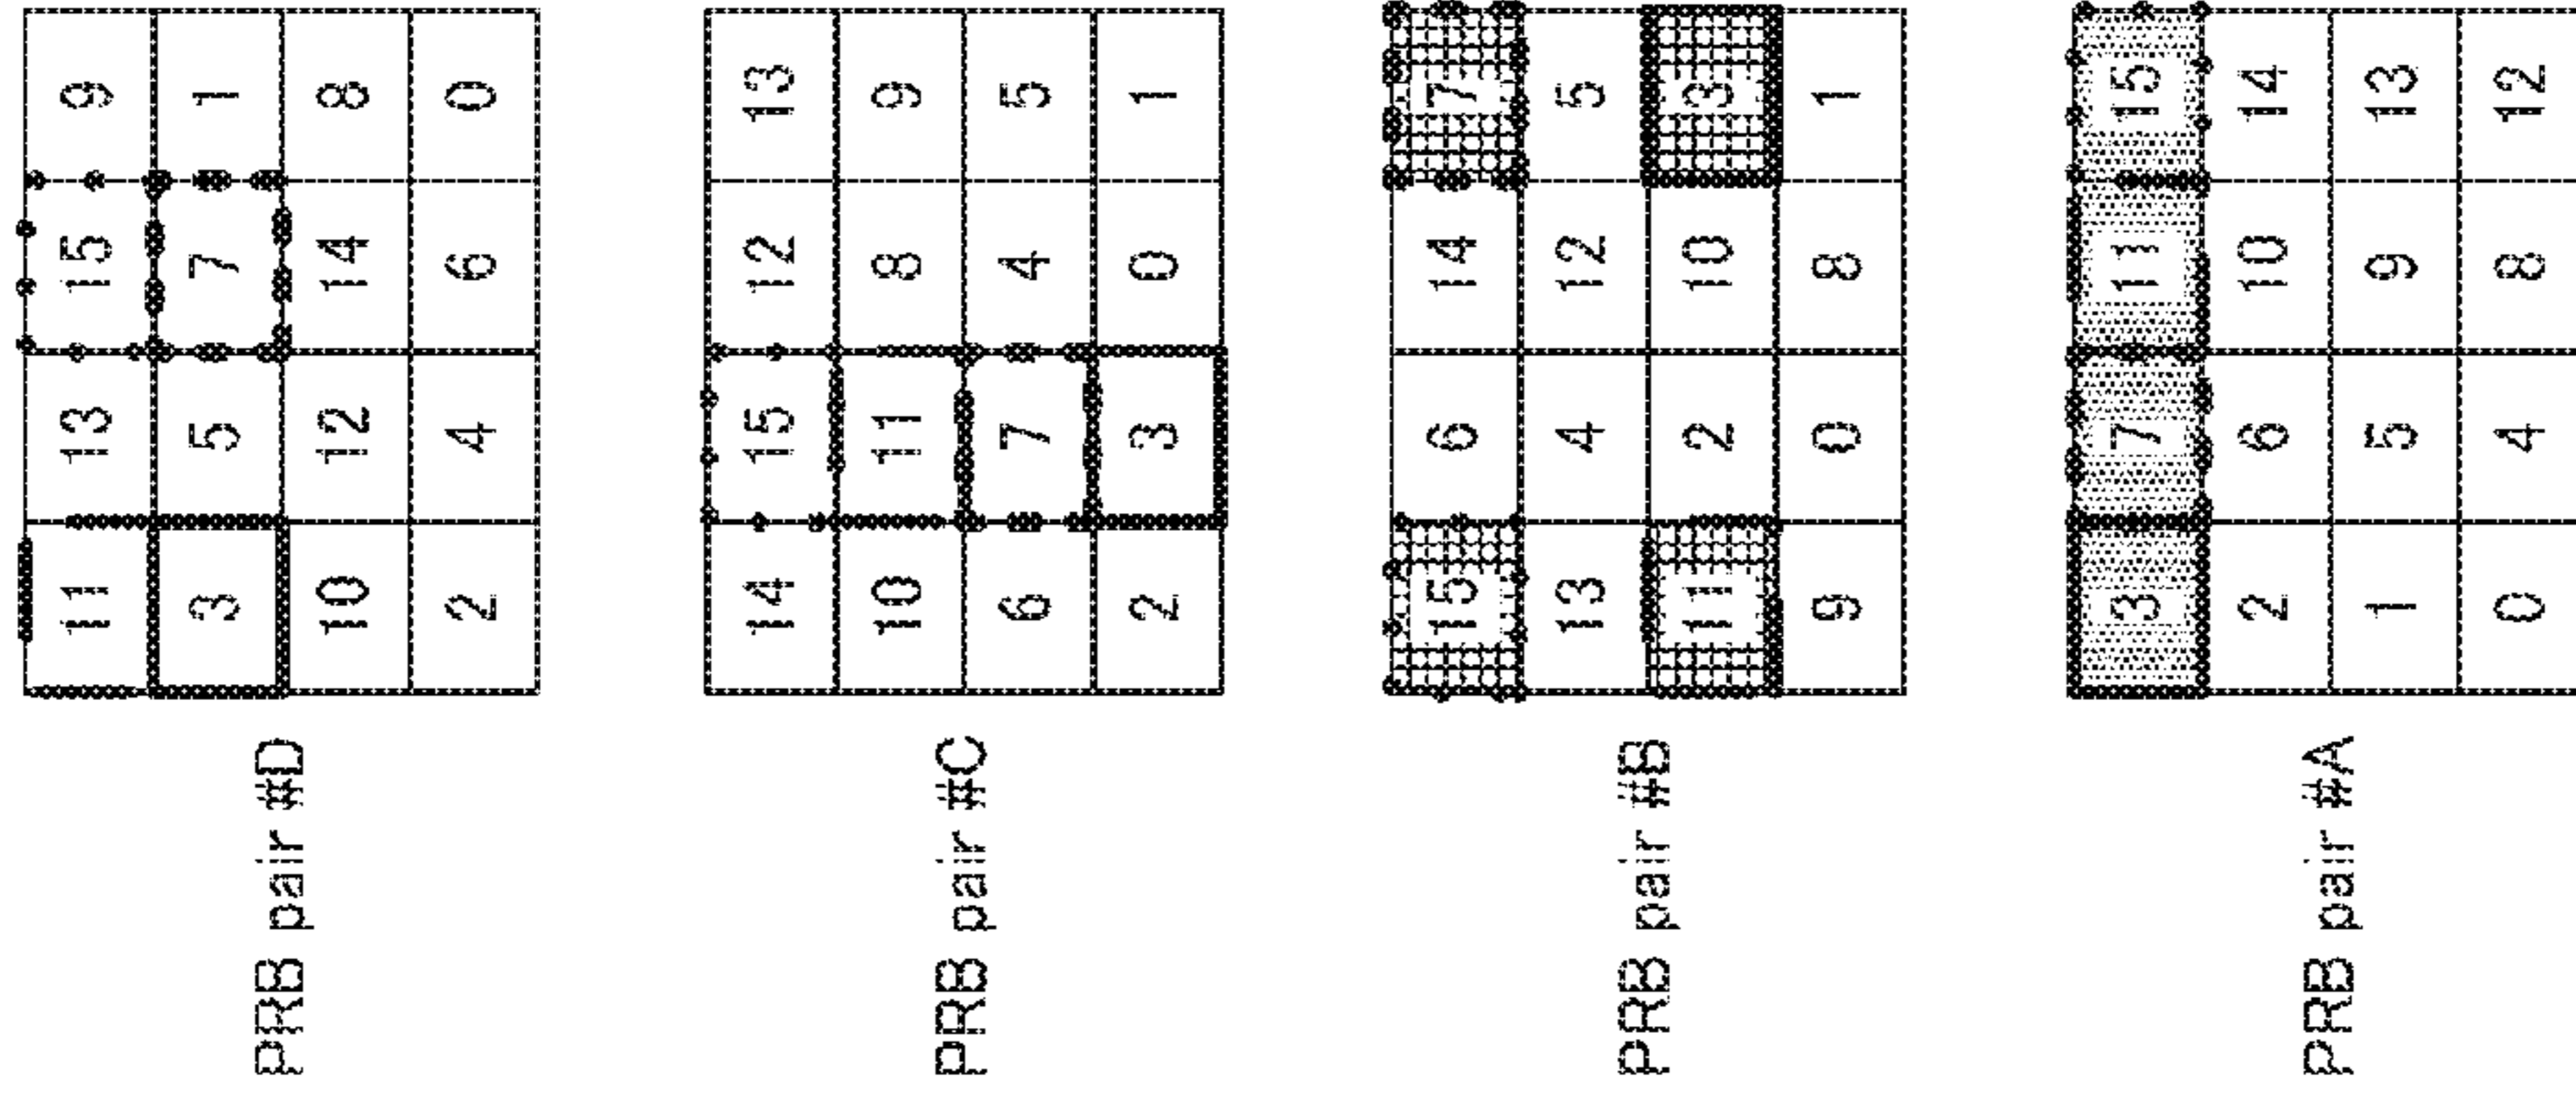 PRB pair #D
11 13 15 9
3 5 7 1
10 12 14 8
2 4 6 0
PRB pair #C
14 15 12 13
10 11 8 9
6 7 4 5
2 3 0 1
PRB pair #B
15 6 14 7
13 4 12 5
11 2 10 3
9 0 8 1
PRB pair #A
3 7 11 15
2 6 10 14
1 5 9 13
0 4 8 12